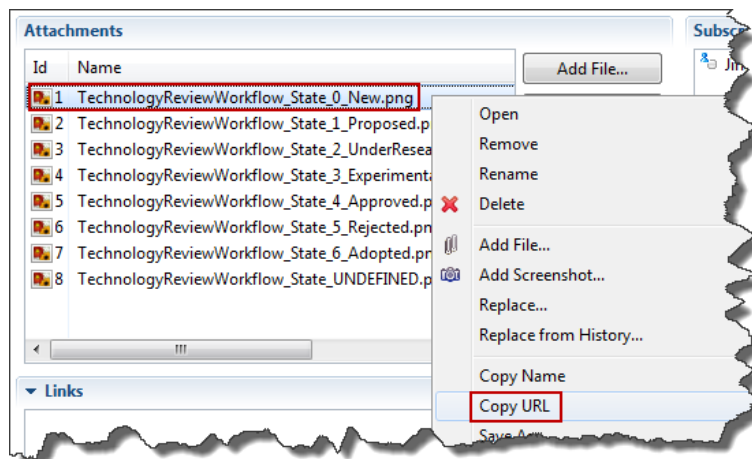 Attachments
Id Name
Add File...
1 TechnologyReviewWorkflow_State_0_New.png
2 TechnologyReviewWorkflow_State_1_Proposed.p
3 TechnologyReviewWorkflow_State_2_UnderResea
4 TechnologyReviewWorkflow_State_3_Experimenta
5 TechnologyReviewWorkflow_State_4_Approved.p
6 TechnologyReviewWorkflow_State_5_Rejected.pn
7 TechnologyReviewWorkflow_State_6_Adopted.pn
8 TechnologyReviewWorkflow_State_UNDEFINED.p
Links
Open
Remove
Rename
Delete
Add File...
Add Screenshot...
Replace...
Replace from History...
Copy Name
Copy URL